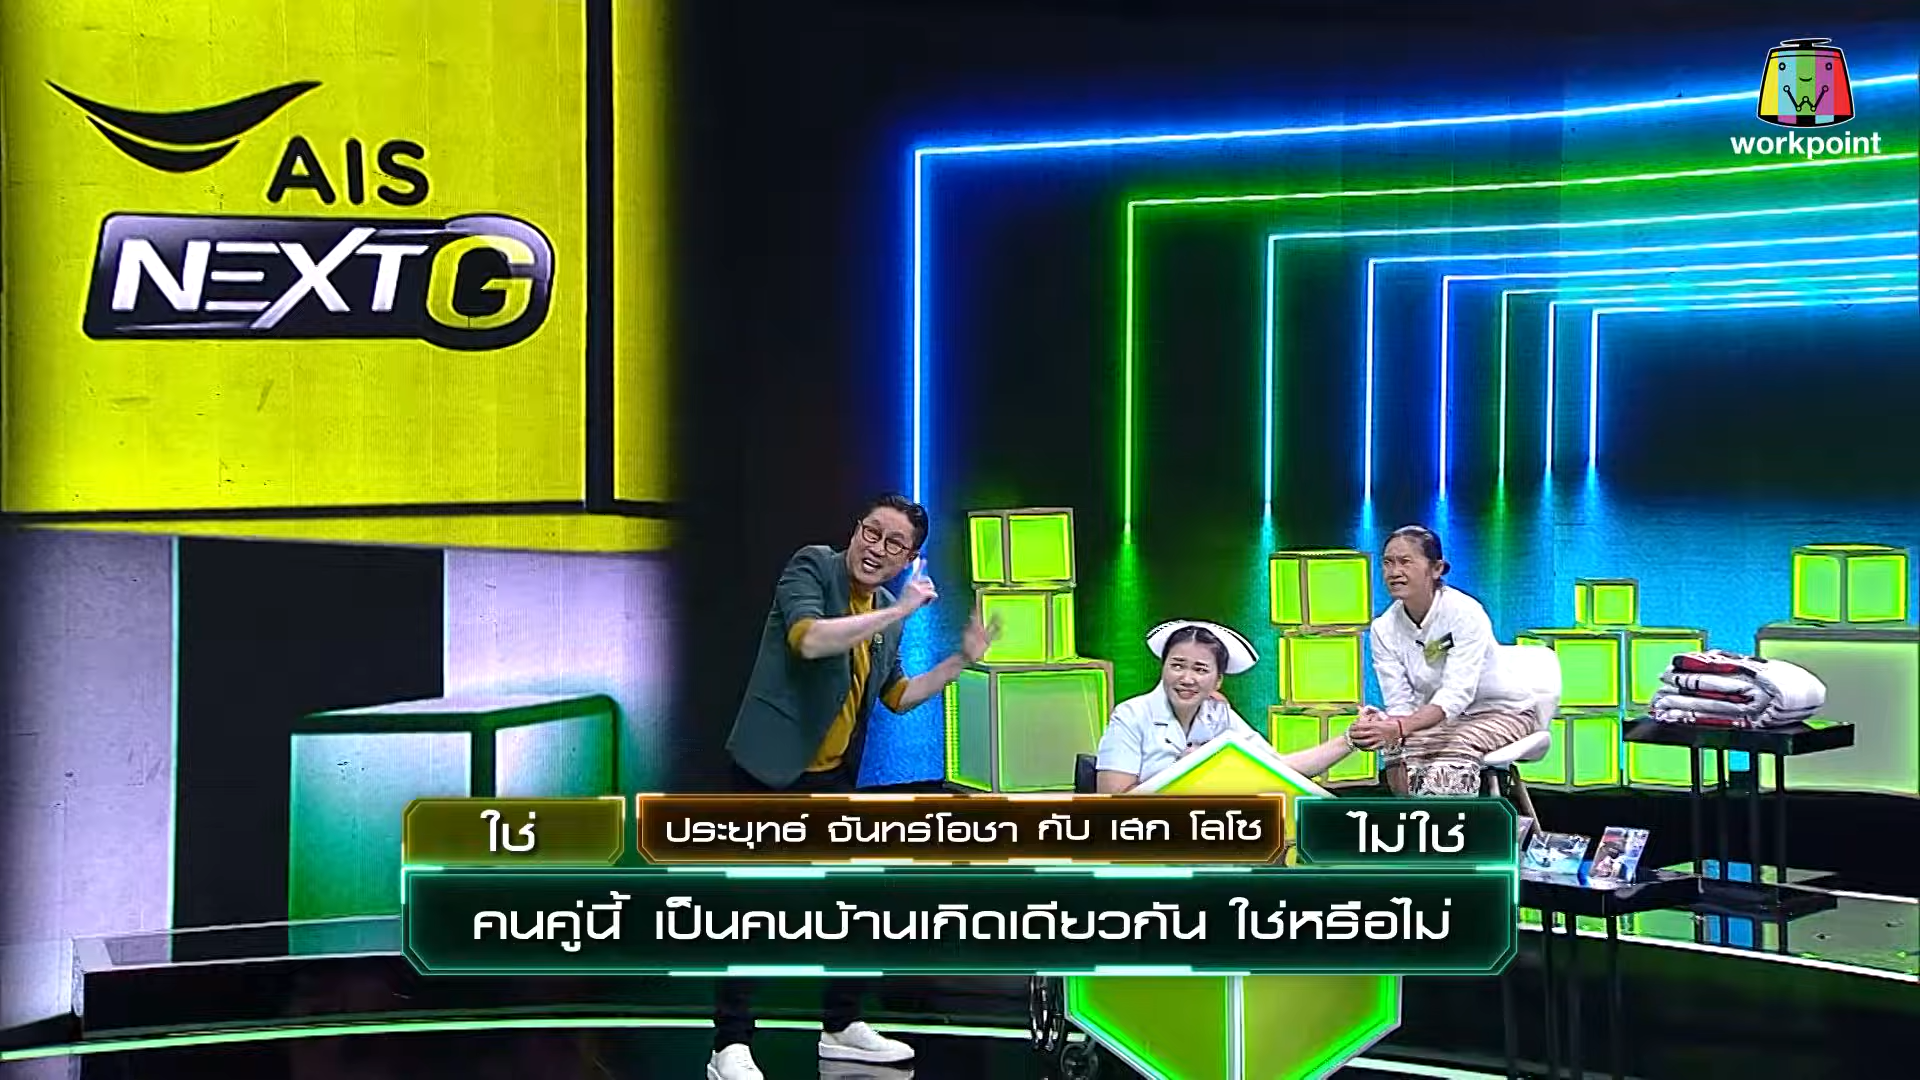 AIS
NEXTG
workpoint
ใช่
ประยุทธ์ จันทร์โอชา กับ เสก โลโซ
ไม่ใช่
คนคู่นี้ เป็นคนบ้านเกิดเดียวกัน ใช่หรือไม่